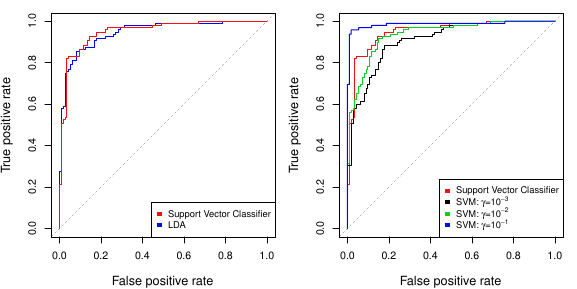 True positive rate
0.0 0.2 0.4 0.6 0.8 1.0
0.0 0.2 0.4 0.6 0.8 1.0
False positive rate
Support Vector Classifier
LDA
True positive rate
0.0 0.2 0.4 0.6 0.8 1.0
0.0 0.2 0.4 0.6 0.8 1.0
False positive rate
Support Vector Classifier
SVM: γ=10⁻³
SVM: γ=10⁻²
SVM: γ=10⁻¹